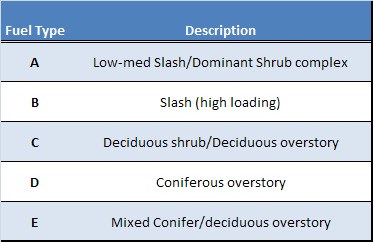 Fuel Type Description
A Low-med Slash/Dominant Shrub complex
B Slash (high loading)
C Deciduous shrub/Deciduous overstory
D Coniferous overstory
E Mixed Conifer/deciduous overstory